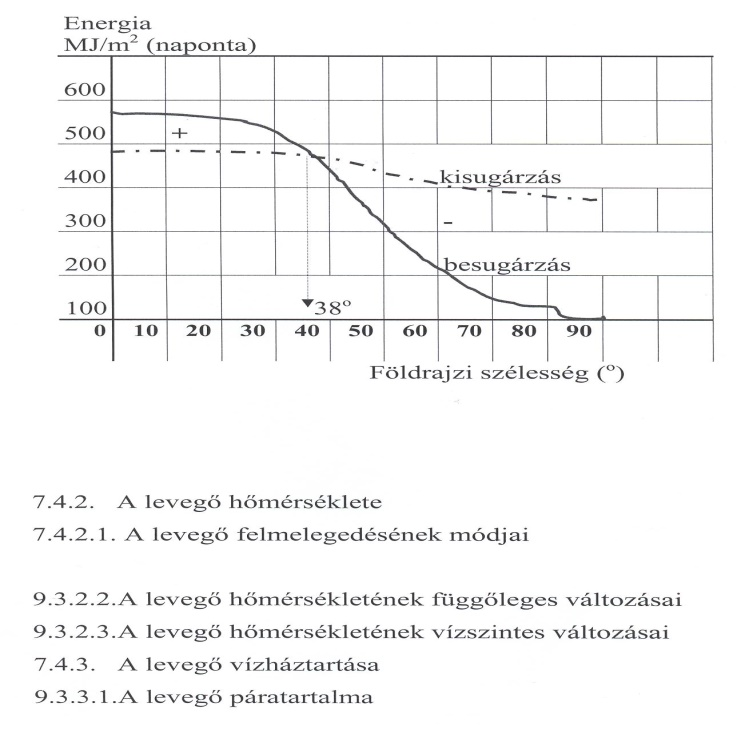 Energia
MJ/m² (naponta)
600
500
+
400
kisugárzás
300
-
200
besugárzás
100
38º
0 10 20 30 40 50 60 70 80 90
Földrajzi szélesség (º)
7.4.2. A levegő hőmérséklete
7.4.2.1. A levegő felmelegedésének módjai
9.3.2.2.A levegő hőmérsékletének függőleges változásai
9.3.2.3.A levegő hőmérsékletének vízszintes változásai
7.4.3. A levegő vízháztartása
9.3.3.1.A levegő páratartalma